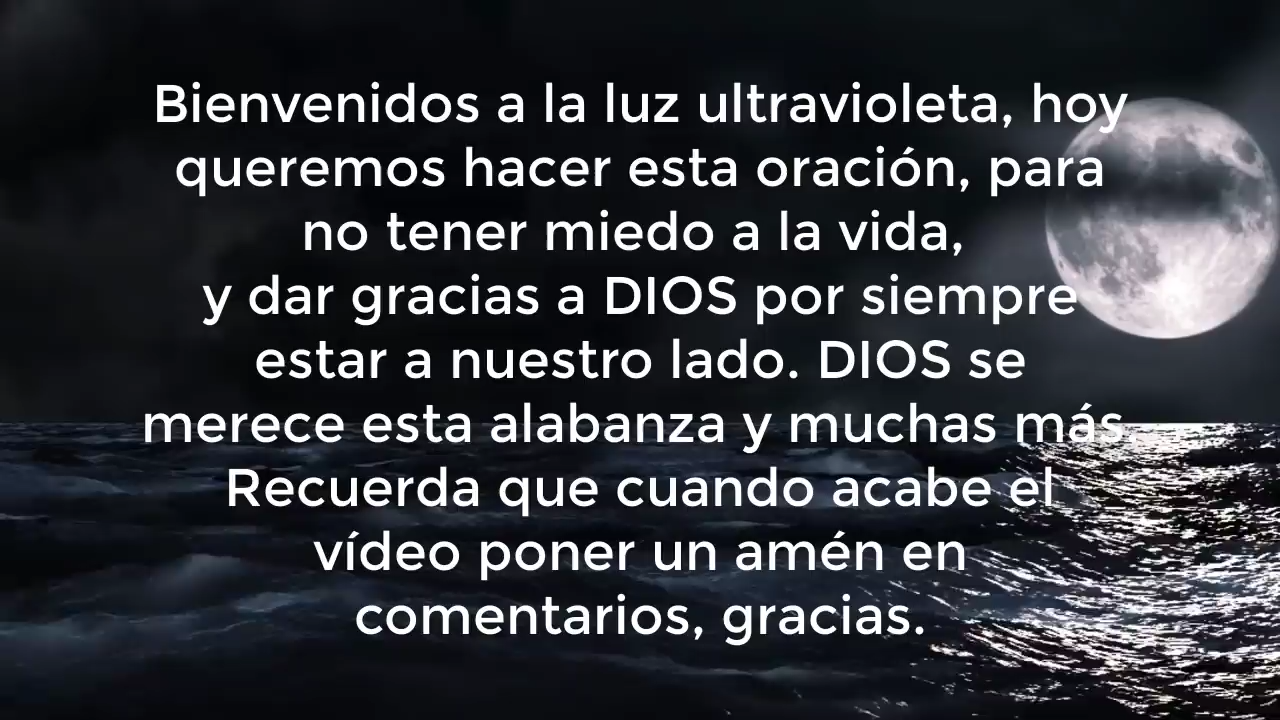 Bienvenidos a la luz ultravioleta, hoy
queremos hacer esta oración, para
no tener miedo a la vida,
y dar gracias a DIOS por siempre
estar a nuestro lado. DIOS se
merece esta alabanza y muchas más.
Recuerda que cuando acabe el
vídeo poner un amén en
comentarios, gracias.